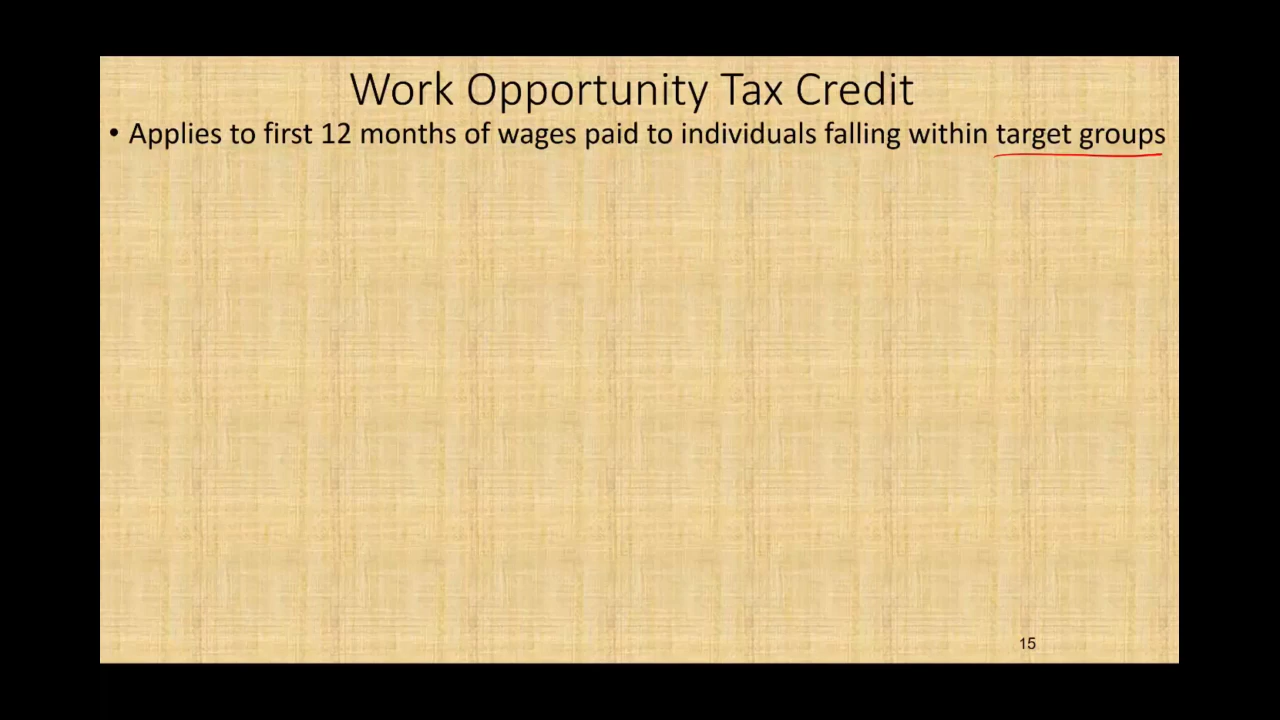 Work Opportunity Tax Credit
• Applies to first 12 months of wages paid to individuals falling within target groups
15